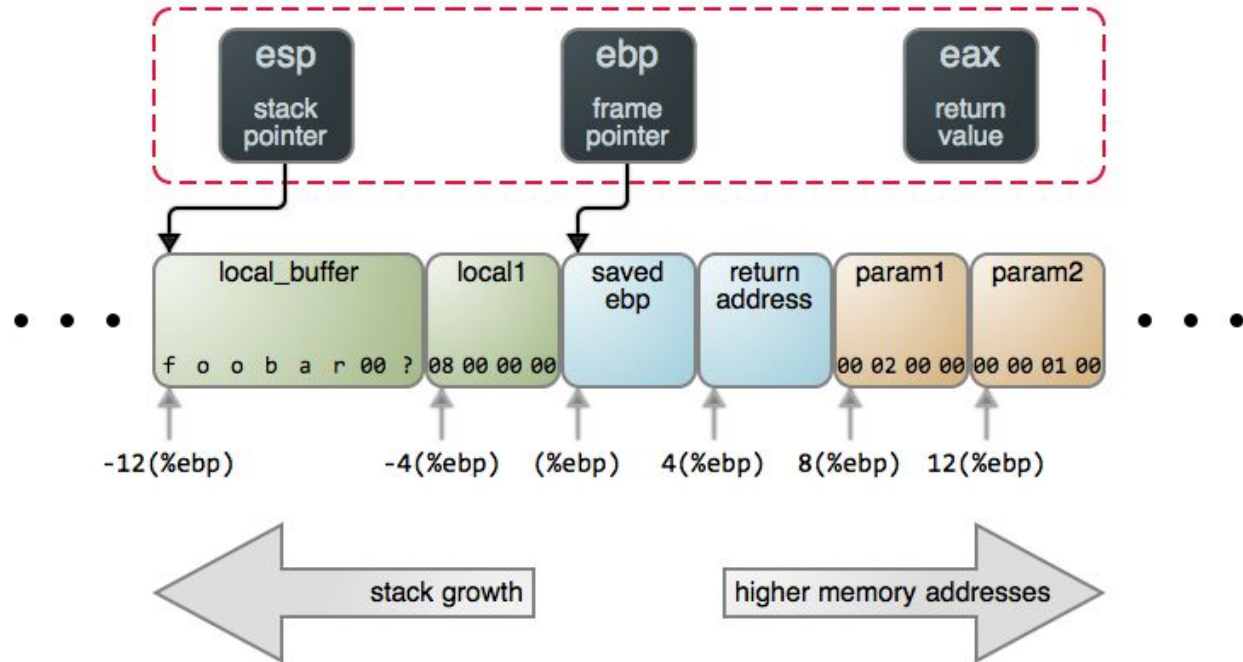 esp
stack
pointer
ebp
frame
pointer
eax
return
value
local_buffer
local1
saved
ebp
return
address
param1
param2
f o o b a r 00 ?
08 00 00 00
00 02 00 00
00 00 01 00
-12(%ebp)
-4(%ebp)
(%ebp)
4(%ebp)
8(%ebp)
12(%ebp)
stack growth
higher memory addresses